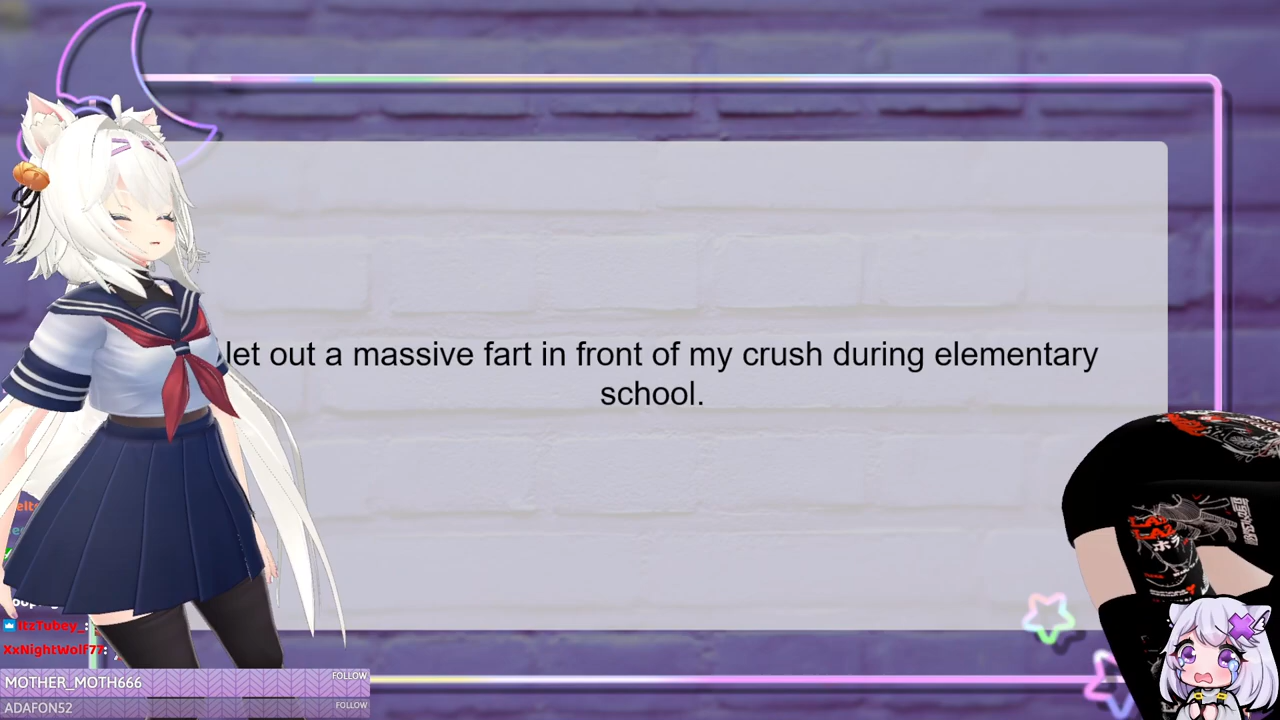 let out a massive fart in front of my crush during elementary
school.
ItzTubey_:
XxNightWolf77:
MOTHER_MOTH666 FOLLOW
ADAFON52 FOLLOW